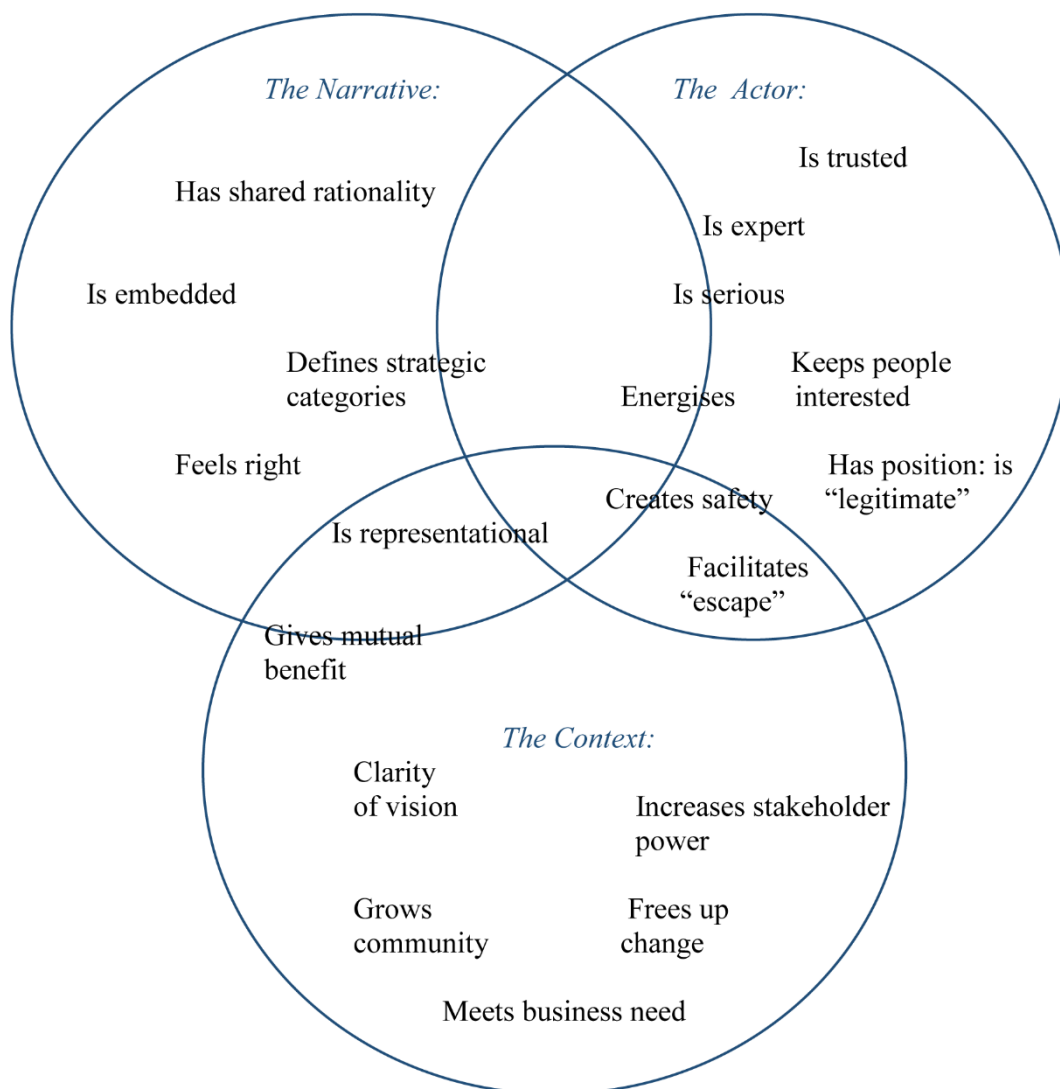 The Narrative:
The Actor:
Is trusted
Has shared rationality
Is expert
Is embedded
Is serious
Defines strategic
categories
Energises
Keeps people
interested
Feels right
Has position: is
“legitimate”
Creates safety
Is representational
Facilitates
“escape”
Gives mutual
benefit
The Context:
Clarity
of vision
Increases stakeholder
power
Grows
community
Frees up
change
Meets business need